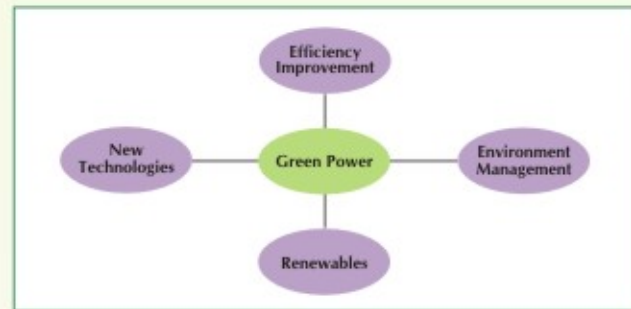 Efficiency
Improvement
New
Technologies
Green Power
Environment
Management
Renewables